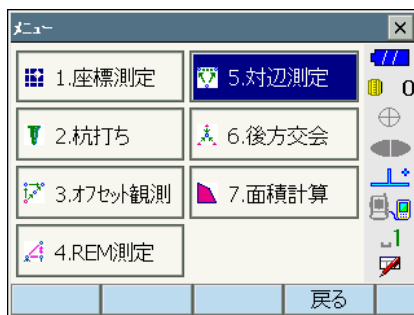 ﾒﾆｭｰ
1.座標測定
5.対辺測定
0
2.杭打ち
6.後方交会
3.ｵﾌｾｯﾄ観測
7.面積計算
4.REM測定
1
戻る